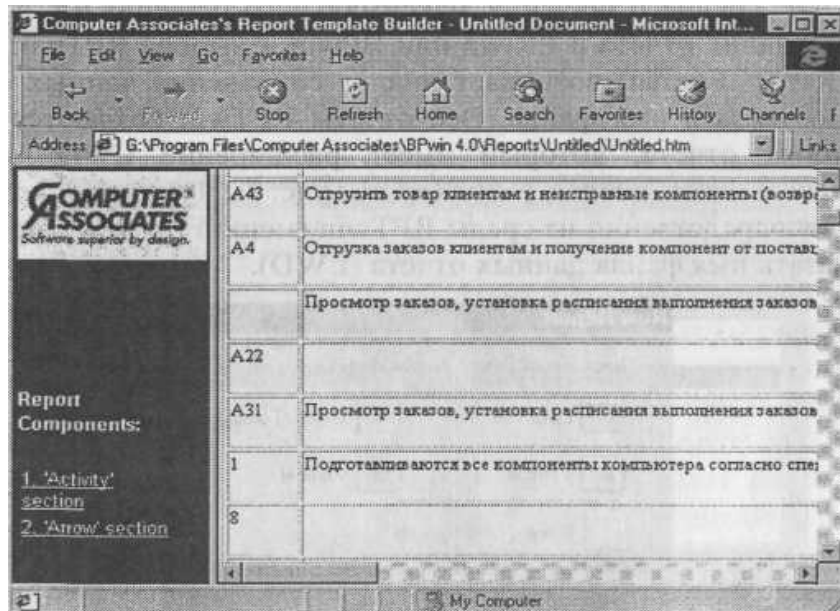 Computer Associates's Report Template Builder - Untitled Document - Microsoft Int...
File Edit View Go Favorites Help
Back Forward Stop Refresh Home Search Favorites History Channels F
Address G:\Program Files\Computer Associates\BPwin 4.0\Reports\Untitled\Untitled.htm Links
COMPUTER ASSOCIATES
Software superior by design.
Report
Components:
1. 'Activity'
section
2. 'Arrow' section
A43 Отгрузить товар клиентам и неисправные компоненты (возвра
A4 Отгрузка заказов клиентам и получение компонент от постав
Просмотр заказов, установка расписания выполнения заказов
A22
A31 Просмотр заказов, установка расписания выполнения заказов
1 Подготавливаются все компоненты компьютера согласно спе
8
My Computer